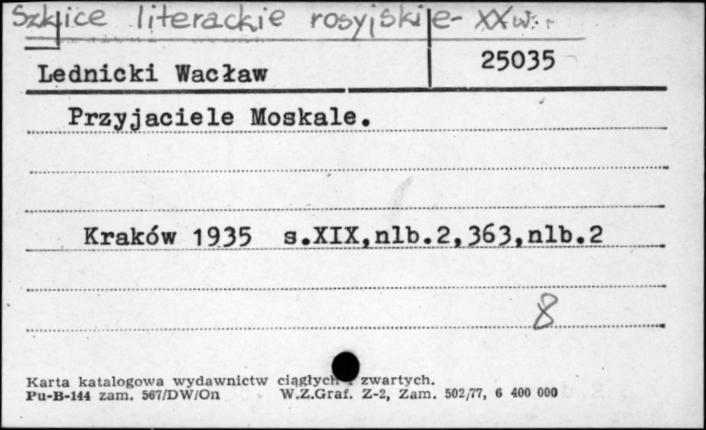 Szkice literackie rosyjskie - XX w.
Lednicki Wacław
25035
Przyjaciele Moskale.
Kraków 1935 s.XIX,nlb.2,363,nlb.2
8
Karta katalogowa wydawnictw ciągłych i zwartych.
Pu-B-144 zam. 567/DW/On W.Z.Graf. Z-2, Zam. 502/77, 6 400 000